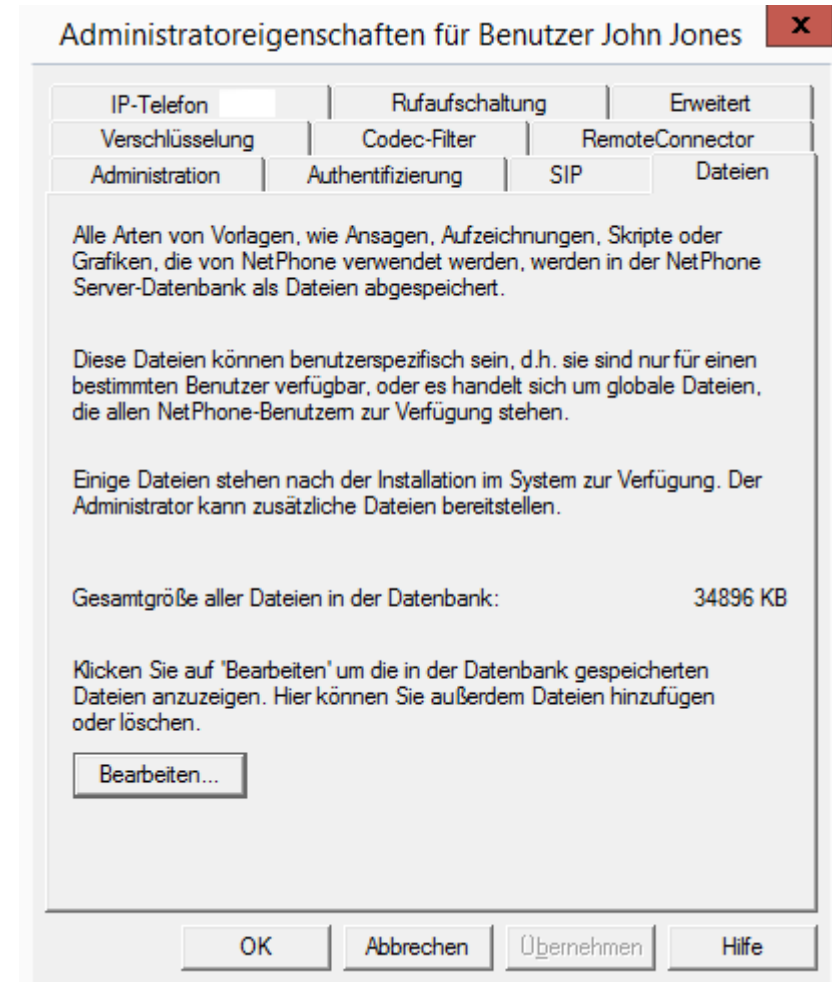 Administratoreigenschaften für Benutzer John Jones
x
IP-Telefon Rufaufschaltung Erweitert
Verschlüsselung Codec-Filter RemoteConnector
Administration Authentifizierung SIP Dateien
Alle Arten von Vorlagen, wie Ansagen, Aufzeichnungen, Skripte oder
Grafiken, die von NetPhone verwendet werden, werden in der NetPhone
Server-Datenbank als Dateien abgespeichert.
Diese Dateien können benutzerspezifisch sein, d.h. sie sind nur für einen
bestimmten Benutzer verfügbar, oder es handelt sich um globale Dateien,
die allen NetPhone-Benutzern zur Verfügung stehen.
Einige Dateien stehen nach der Installation im System zur Verfügung. Der
Administrator kann zusätzliche Dateien bereitstellen.
Gesamtgröße aller Dateien in der Datenbank: 34896 KB
Klicken Sie auf 'Bearbeiten' um die in der Datenbank gespeicherten
Dateien anzuzeigen. Hier können Sie außerdem Dateien hinzufügen
oder löschen.
Bearbeiten...
OK Abbrechen Übernehmen Hilfe